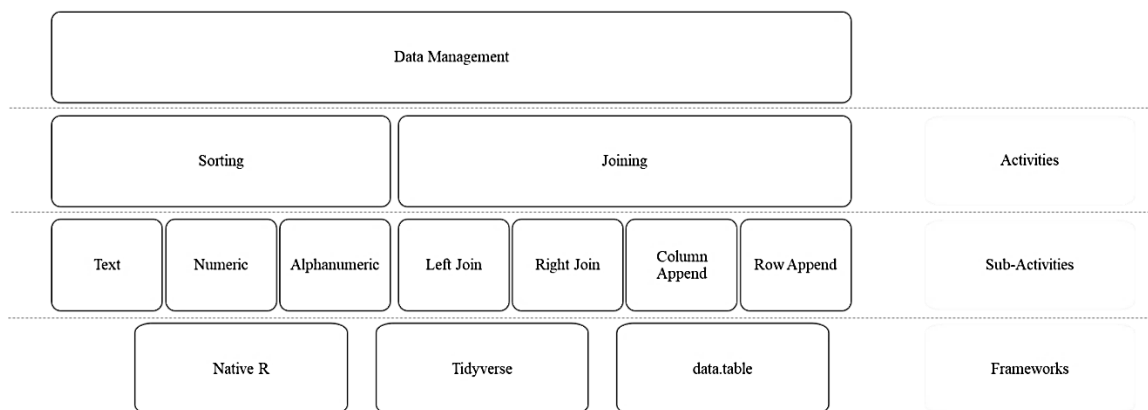 Data Management
Sorting
Joining
Activities
Text
Numeric
Alphanumeric
Left Join
Right Join
Column
Append
Row Append
Sub-Activities
Native R
Tidyverse
data.table
Frameworks